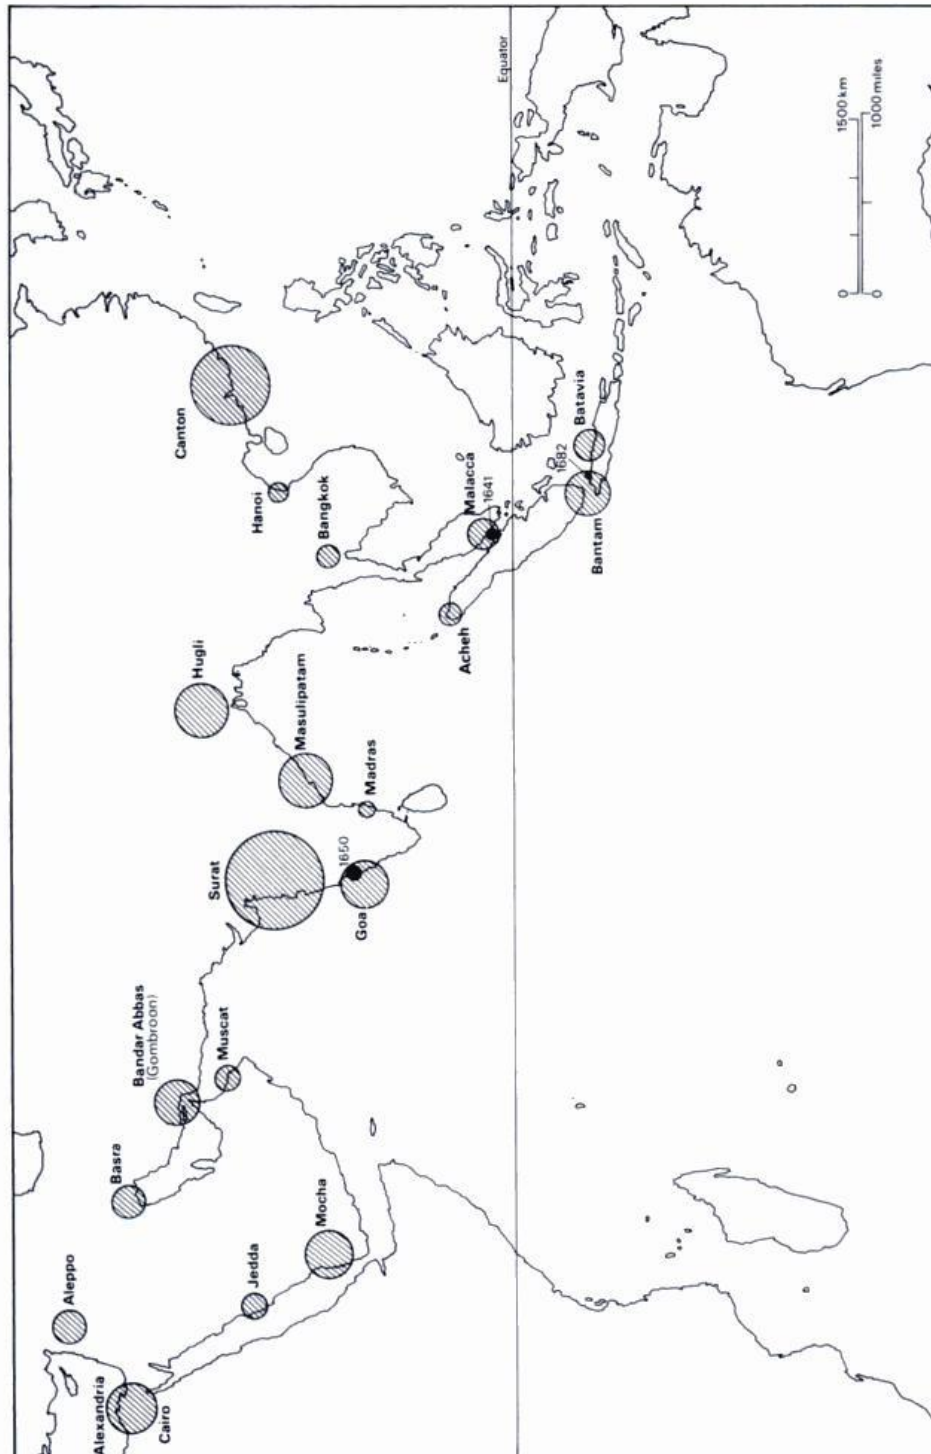 Alexandria
Cairo
Aleppo
Jedda
Mocha
Basra
Bandar Abbas
(Gombroon)
Muscat
Surat
Goa
1650
Madras
Masulipatam
Hugli
Acheh
Bangkok
Hanoi
Canton
Malacca
1641
Bantam
1682
Batavia
Equator
0 1500 km
0 1000 miles